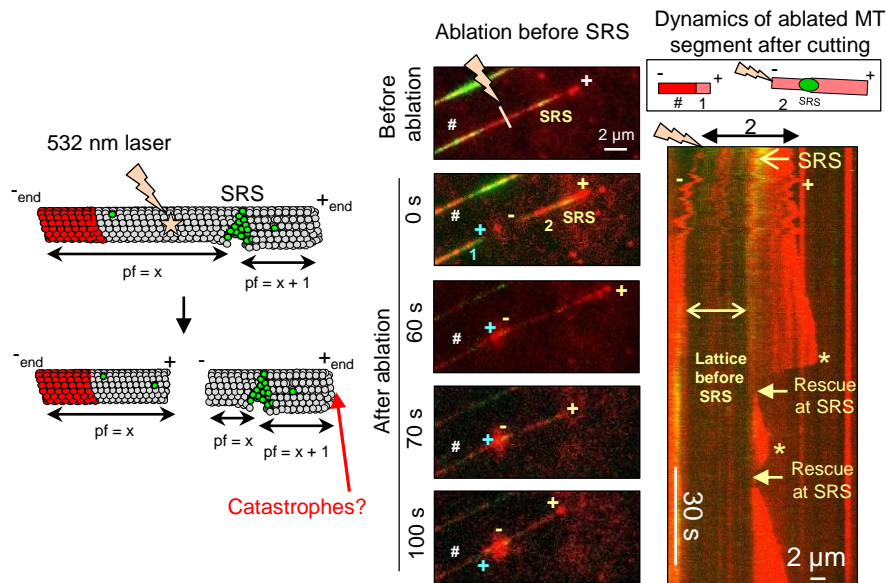 532 nm laser
SRS
-end
+end
pf = x
pf = x + 1
-end
+
-
+end
pf = x
pf = x
pf = x + 1
Catastrophes?
Ablation before SRS
Before
ablation
#
SRS
+
2 µm
After ablation
0 s
#
+
1
-
2
SRS
+
60 s
#
+
-
+
70 s
#
+
-
+
100 s
#
+
-
+
Dynamics of ablated MT
segment after cutting
-
+
#
1
-
+
2
SRS
2
SRS
-
+
Lattice
before
SRS
*
Rescue
at SRS
*
Rescue
at SRS
30 s
2 µm